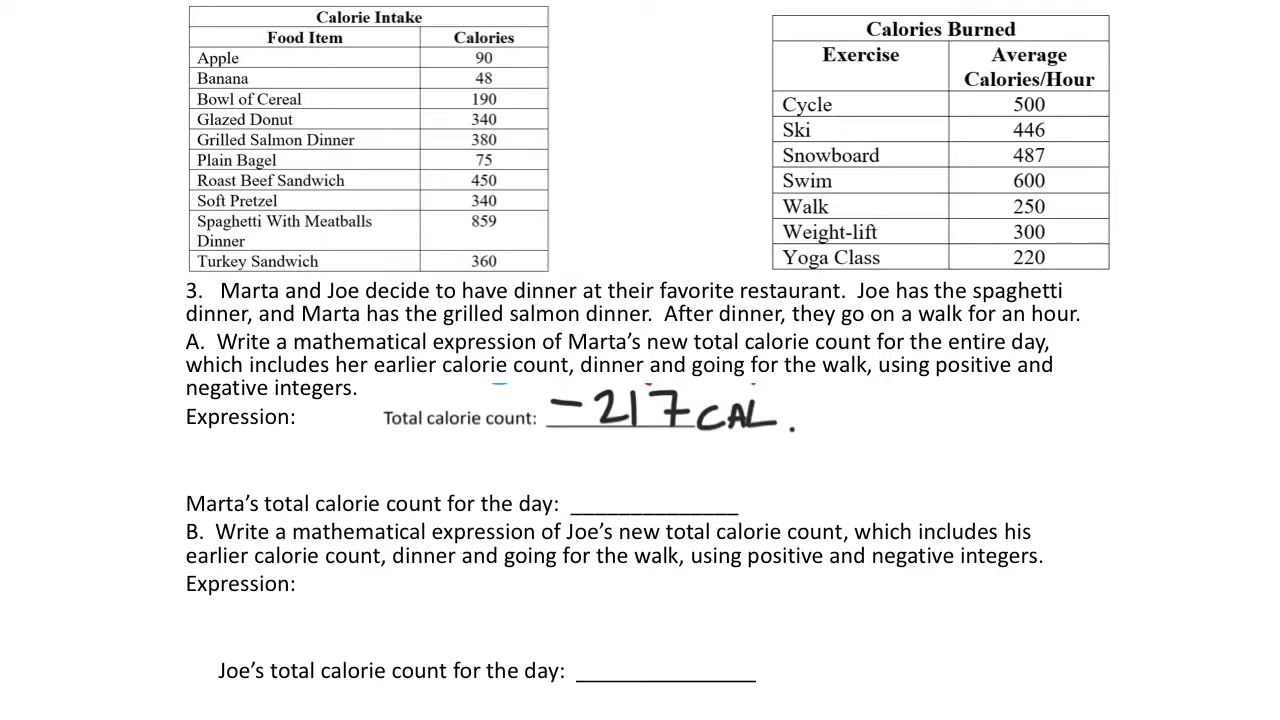 Calorie Intake
Food Item Calories
Apple 90
Banana 48
Bowl of Cereal 190
Glazed Donut 340
Grilled Salmon Dinner 380
Plain Bagel 75
Roast Beef Sandwich 450
Soft Pretzel 340
Spaghetti With Meatballs 859
Dinner
Turkey Sandwich 360
Calories Burned
Exercise Average
Calories/Hour
Cycle 500
Ski 446
Snowboard 487
Swim 600
Walk 250
Weight-lift 300
Yoga Class 220
3. Marta and Joe decide to have dinner at their favorite restaurant. Joe has the spaghetti
dinner, and Marta has the grilled salmon dinner. After dinner, they go on a walk for an hour.
A. Write a mathematical expression of Marta’s new total calorie count for the entire day,
which includes her earlier calorie count, dinner and going for the walk, using positive and
negative integers.
Expression: Total calorie count: -217 CAL.
Marta’s total calorie count for the day: ______________
B. Write a mathematical expression of Joe’s new total calorie count, which includes his
earlier calorie count, dinner and going for the walk, using positive and negative integers.
Expression:
Joe’s total calorie count for the day: _______________